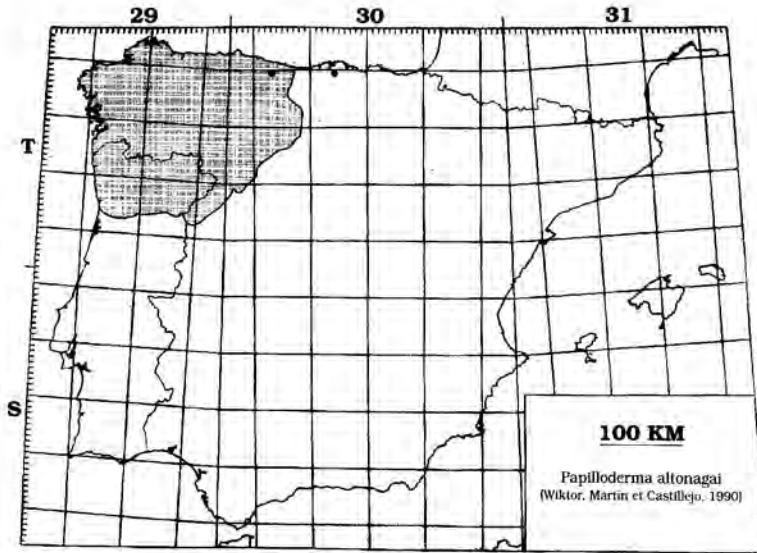 29 30 31
T
S
100 KM
Papilloderma altonagai
(Wiktor, Martin et Castillejo, 1990)